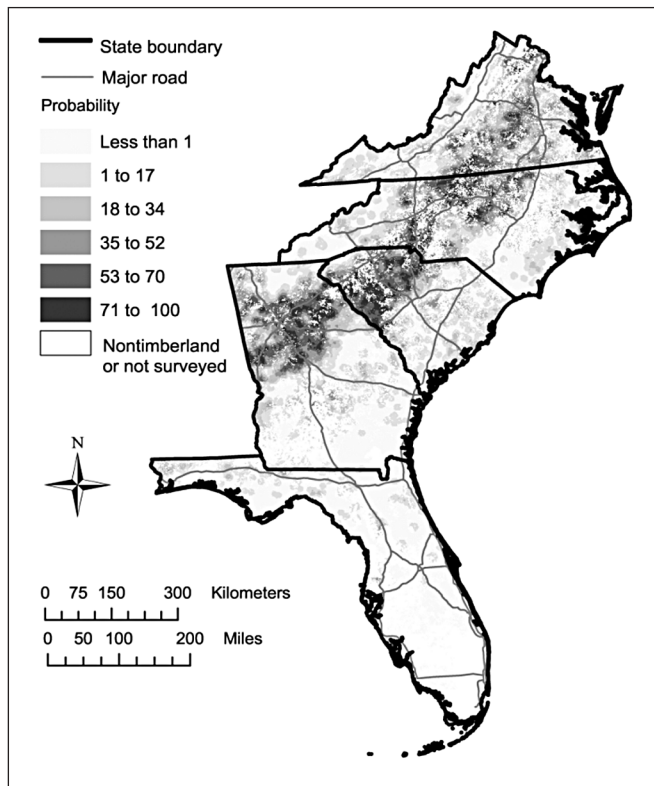 State boundary
Major road
Probability
Less than 1
1 to 17
18 to 34
35 to 52
53 to 70
71 to 100
Nontimberland
or not surveyed
N
0 75 150 300 Kilometers
0 50 100 200 Miles